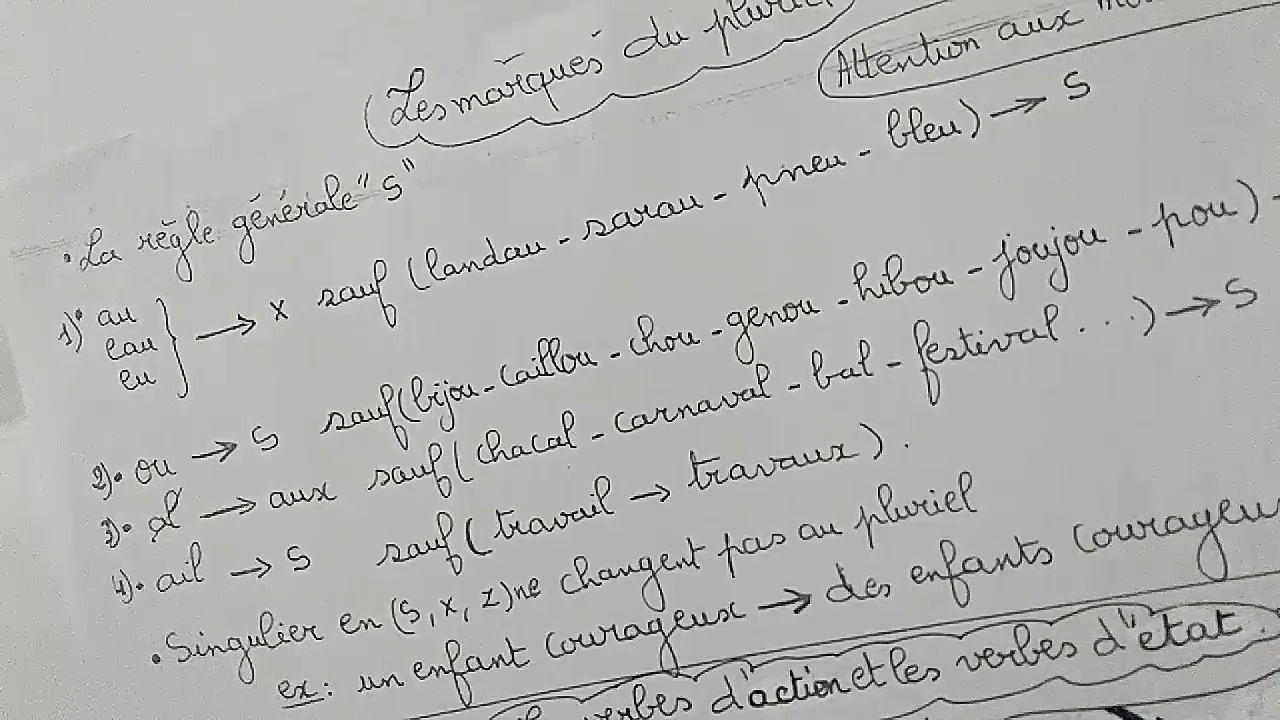 Les marques du pluriel
Attention aux
• La règle générale "s"
1)• au
eau
eu
→ x sauf (landau - sarau - pneu - bleu) → s
2)• ou → s sauf (bijou - caillou - chou - genou - hibou - joujou - pou) -
3)• al → aux sauf (chacal - carnaval - bal - festival ...) → s
4)• ail → s sauf (travail → travaux).
• Singulier en (s, x, z) ne changent pas au pluriel
ex: un enfant courageux → des enfants courageu
verbes d'action et les verbes d'état.